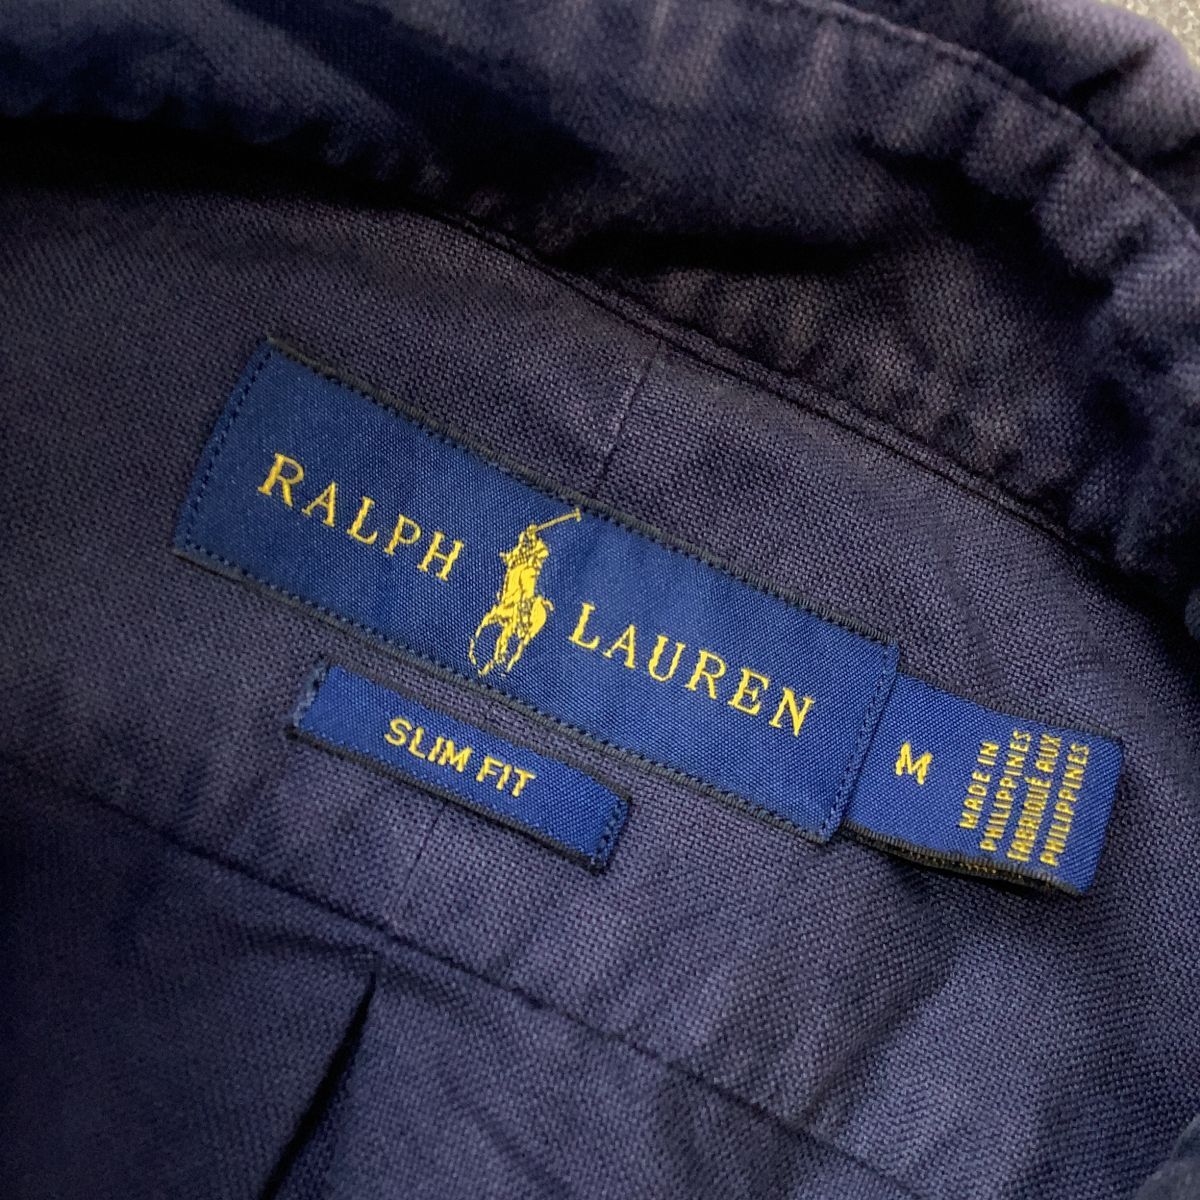 RALPH LAUREN
SLIM FIT
M
MADE IN
PHILIPPINES
FABRIQUÉ AUX
PHILIPPINES